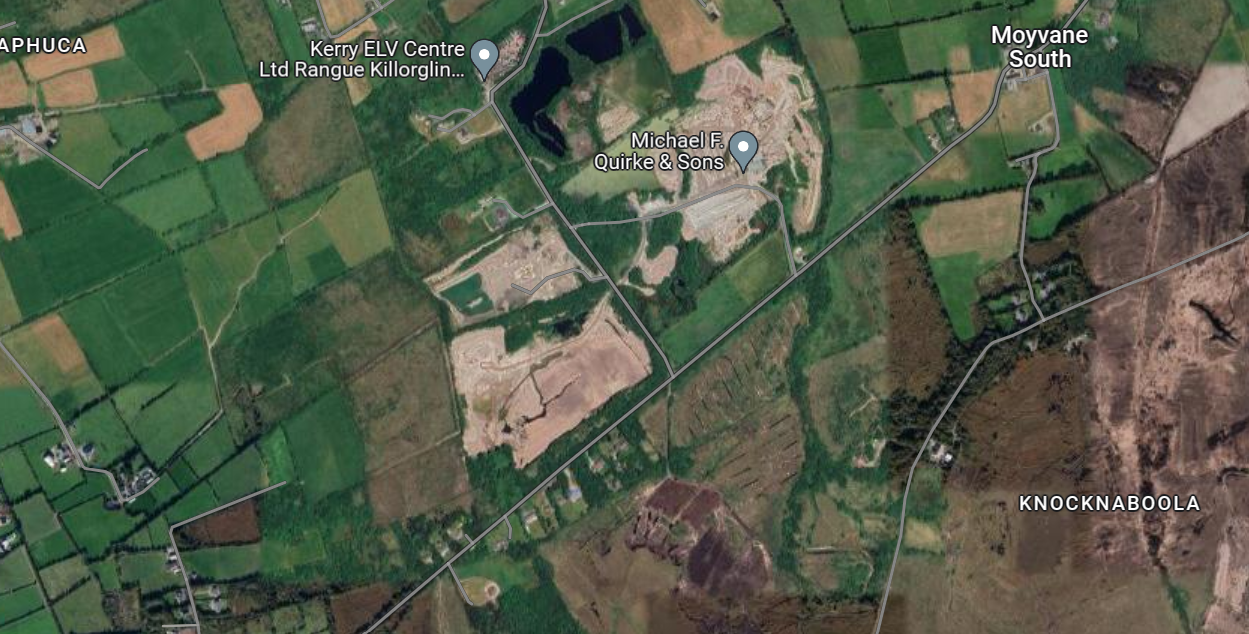 APHUCA
Kerry ELV Centre
Ltd Rangue Killorglin...
Moyvane
South
Michael F.
Quirke & Sons
KNOCKNABOOLA